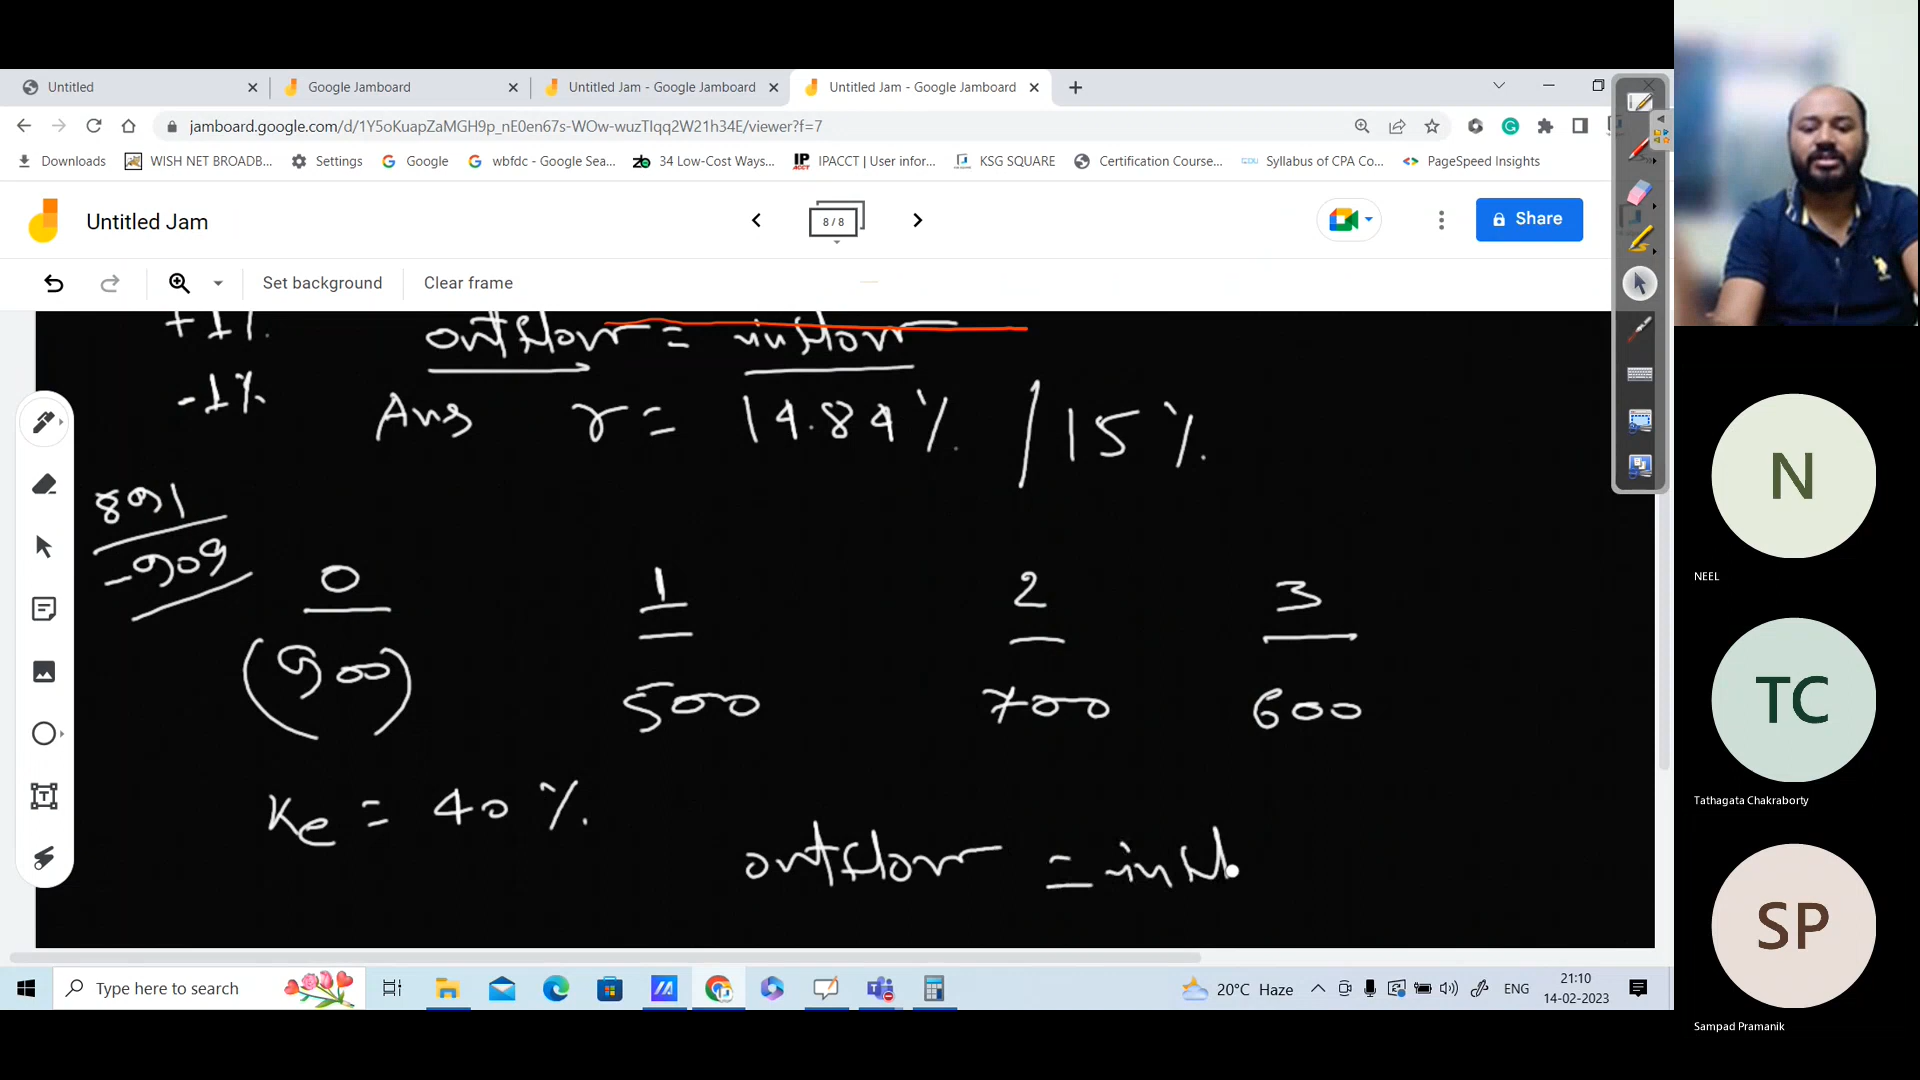 Untitled
Google Jamboard
Untitled Jam - Google Jamboard
Untitled Jam - Google Jamboard
jamboard.google.com/d/1Y5oKuapZaMGH9p_nE0en67s-WOw-wuzTIqq2W21h34E/viewer?f=7
Downloads
WISH NET BROADB...
Settings
Google
wbfdc - Google Sea...
34 Low-Cost Ways...
IPACCT | User infor...
KSG SQUARE
Certification Course...
Syllabus of CPA Co...
PageSpeed Insights
Untitled Jam
8 / 8
Share
Set background
Clear frame
+1%.
outflow = inflow
-1%
Ans r = 14.84%. / 15%.
891
-909
0 1 2 3
(900) 500 700 600
Ke = 40%.
outflow = infl
N
NEEL
TC
Tathagata Chakraborty
SP
Sampad Pramanik
Type here to search
20°C Haze
ENG
21:10
14-02-2023